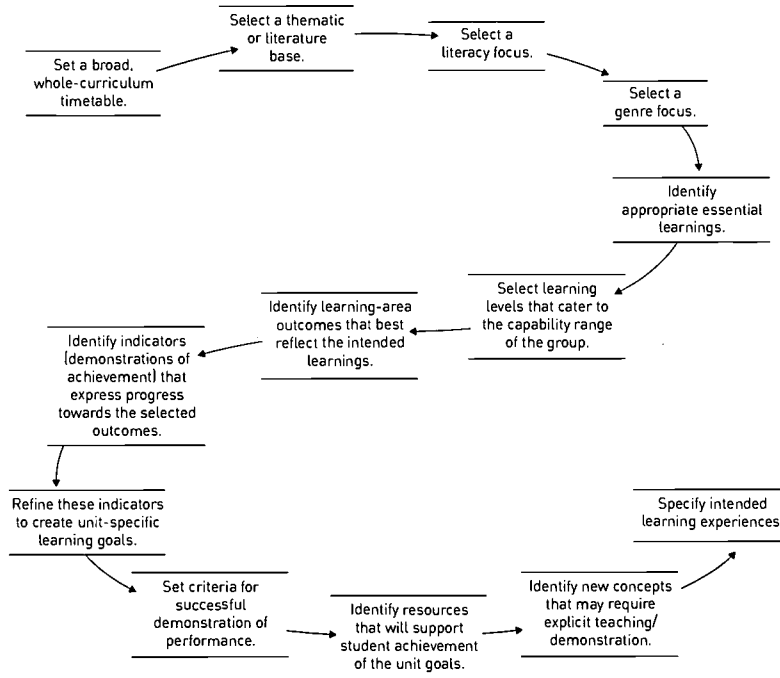 Set a broad,
whole-curriculum
timetable.
Select a thematic
or literature
base.
Select a
literacy focus.
Select a
genre focus.
Identify
appropriate essential
learnings.
Select learning
levels that cater to
the capability range
of the group.
Identify learning-area
outcomes that best
reflect the intended
learnings.
Identify indicators
(demonstrations of
achievement) that
express progress
towards the selected
outcomes.
Refine these indicators
to create unit-specific
learning goals.
Set criteria for
successful
demonstration of
performance.
Identify resources
that will support
student achievement
of the unit goals.
Identify new concepts
that may require
explicit teaching/
demonstration.
Specify intended
learning experiences